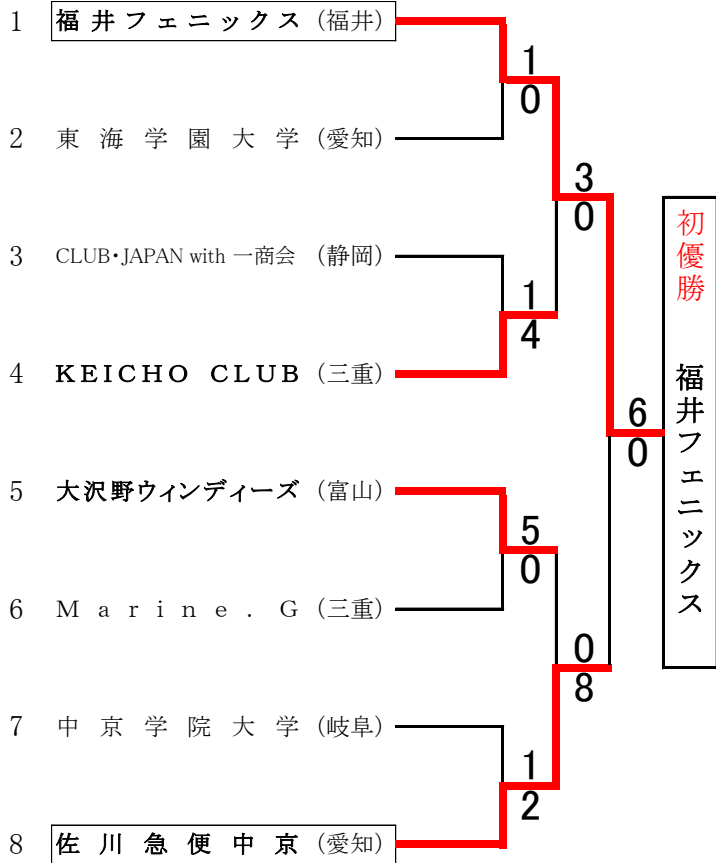 1 福井フェニックス (福井)
1
0
2 東海学園大学 (愛知)
3
0
3 CLUB・JAPAN with 一商会 (静岡)
1
4
4 KEICHO CLUB (三重)
初優勝 福井フェニックス
6
0
5 大沢野ウィンディーズ (富山)
5
0
6 Marine.G (三重)
0
8
7 中京学院大学 (岐阜)
1
2
8 佐川急便中京 (愛知)